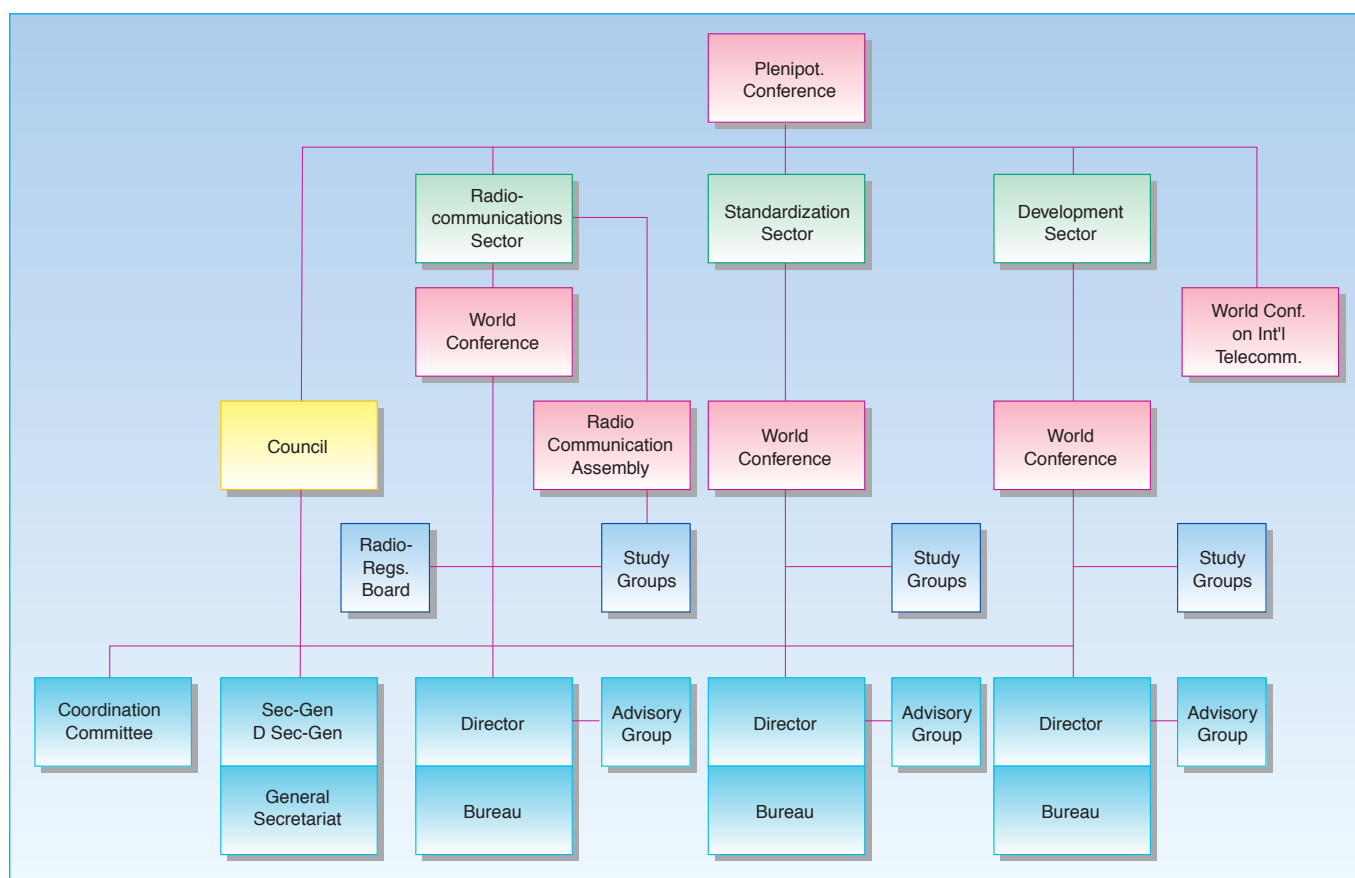 Plenipot.
Conference
Radio-
communications
Sector
Standardization
Sector
Development
Sector
World
Conference
World Conf.
on Int'l
Telecomm.
Council
Radio
Communication
Assembly
World
Conference
World
Conference
Radio-
Regs.
Board
Study
Groups
Study
Groups
Study
Groups
Coordination
Committee
Sec-Gen
D Sec-Gen
Director
Advisory
Group
Director
Advisory
Group
Director
Advisory
Group
General
Secretariat
Bureau
Bureau
Bureau